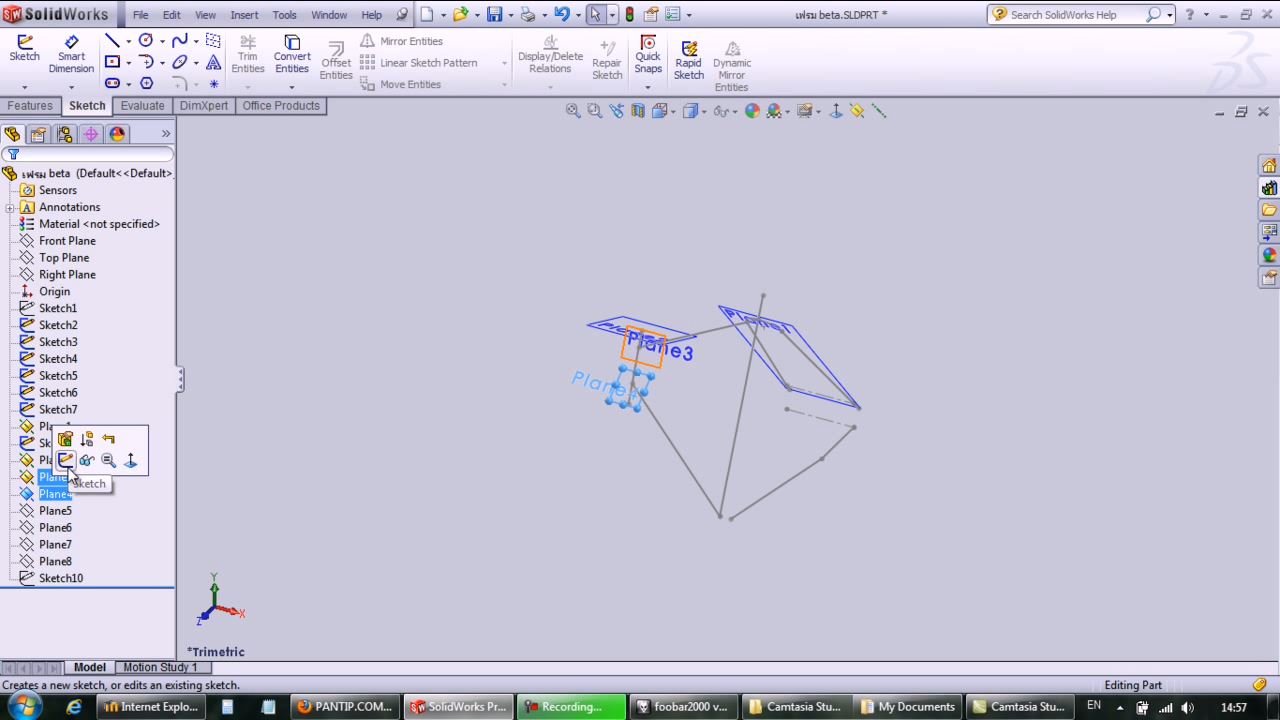 SolidWorks File Edit View Insert Tools Window Help เฟรม beta.SLDPRT * Search SolidWorks Help
Sketch Smart Dimension Trim Entities Convert Entities Offset Entities Mirror Entities Linear Sketch Pattern Move Entities Display/Delete Relations Repair Sketch Quick Snaps Rapid Sketch Dynamic Mirror Entities
Features Sketch Evaluate DimXpert Office Products
เฟรม beta (Default<<Default>
Sensors
Annotations
Material <not specified>
Front Plane
Top Plane
Right Plane
Origin
Sketch1
Sketch2
Sketch3
Sketch4
Sketch5
Sketch6
Sketch7
Sketch
Plane4
Plane5
Plane6
Plane7
Plane8
Sketch10
Plane1
Plane3
*Trimetric
Y
X
Z
Model Motion Study 1
Creates a new sketch, or edits an existing sketch. Editing Part
Internet Explo... PANTIP.COM... SolidWorks Pr... Recording... foobar2000 v... Camtasia Stu... My Documents Camtasia Stu... EN 14:57